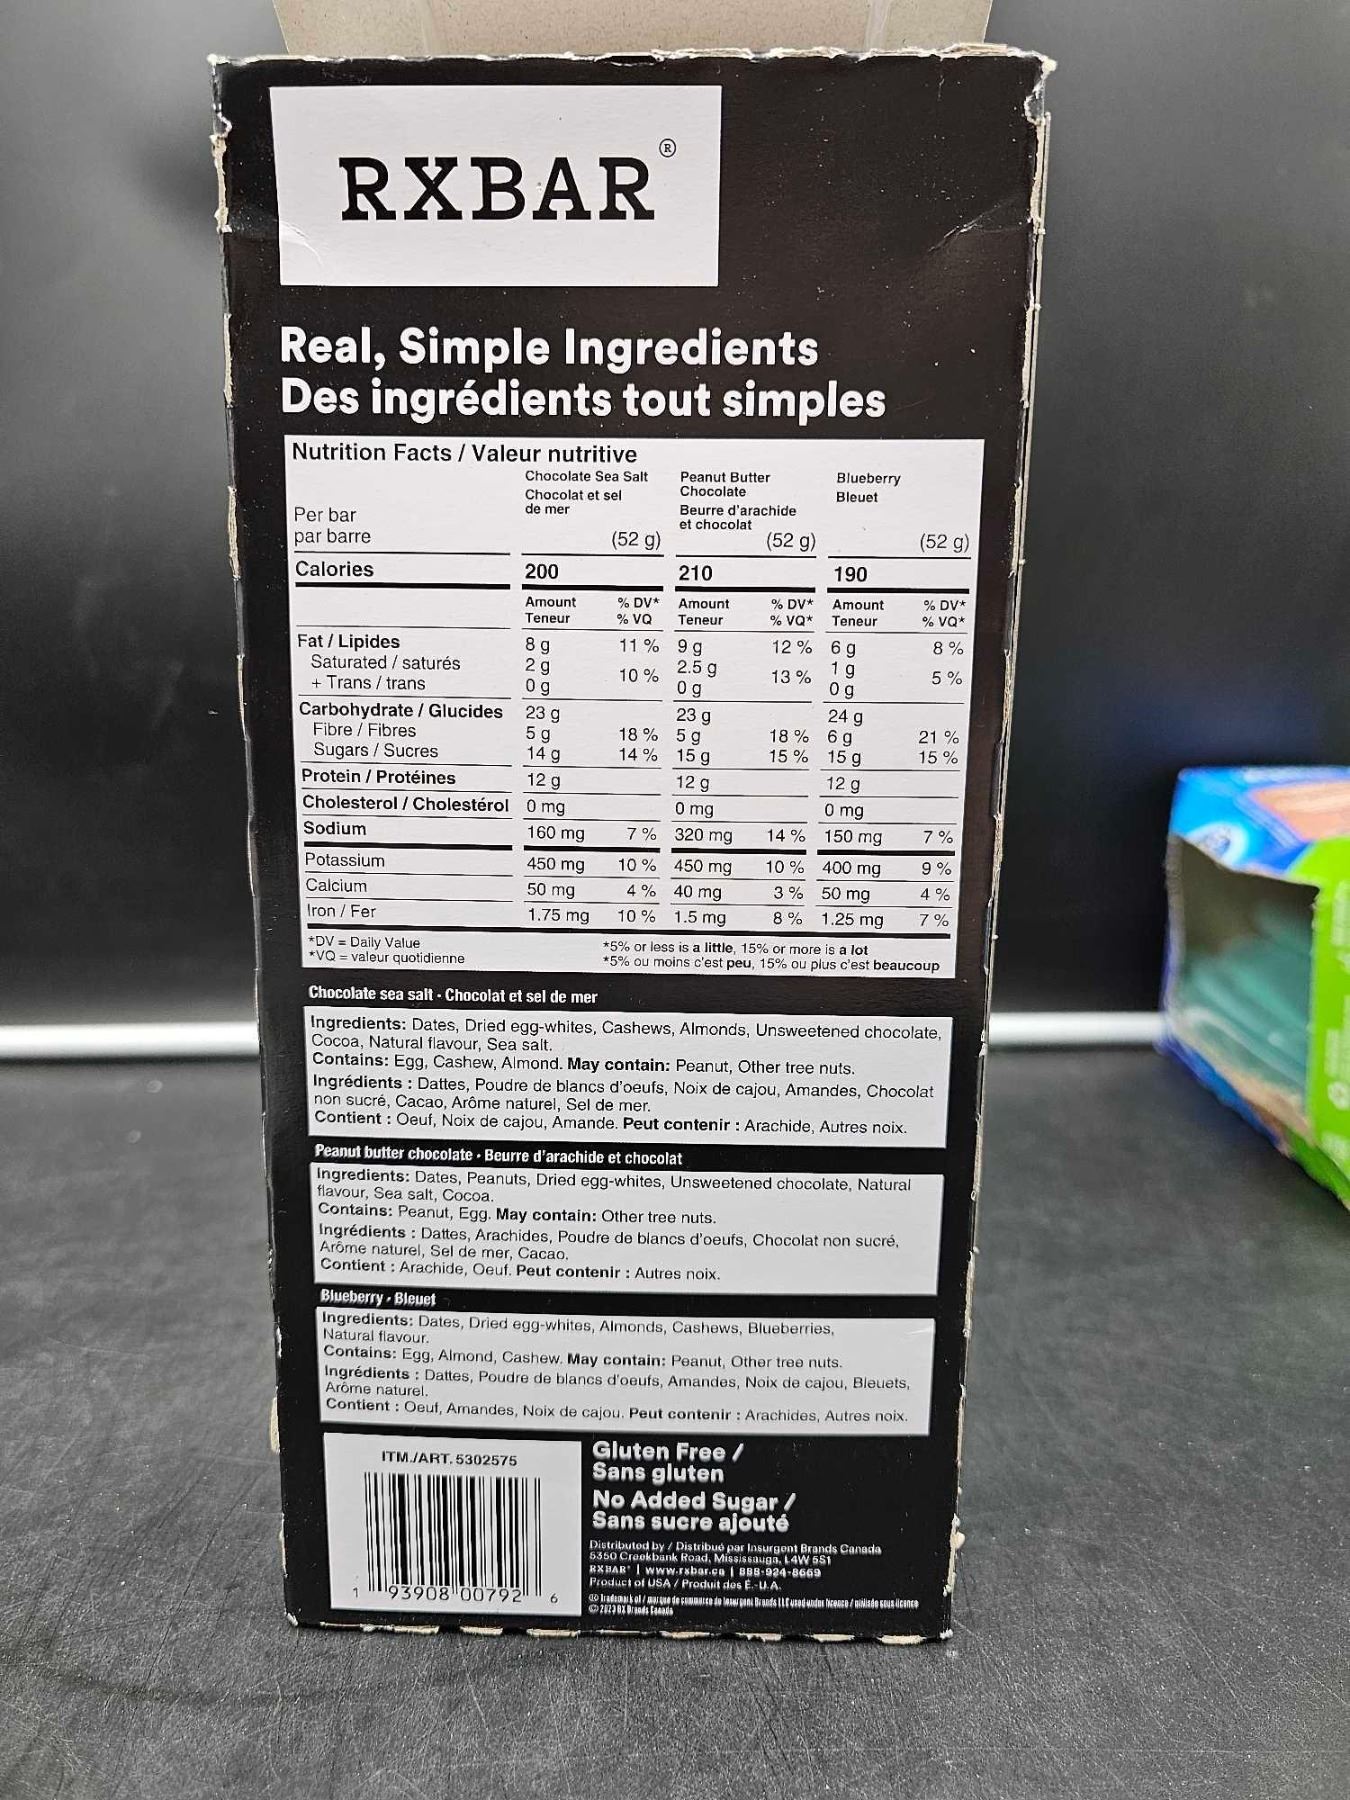 RXBAR®
Real, Simple Ingredients
Des ingrédients tout simples
Nutrition Facts / Valeur nutritive
Per bar
par barre
Chocolate Sea Salt
Chocolat et sel
de mer
(52 g)
Peanut Butter
Chocolate
Beurre d'arachide
et chocolat
(52 g)
Blueberry
Bleuet
(52 g)
Calories 200 210 190
Amount % DV* Amount % DV* Amount % DV*
Teneur % VQ Teneur % VQ* Teneur % VQ*
Fat / Lipides 8 g 11 % 9 g 12 % 6 g 8 %
Saturated / saturés 2 g 2.5 g 1 g
10 % 13 % 5 %
+ Trans / trans 0 g 0 g 0 g
Carbohydrate / Glucides 23 g 23 g 24 g
Fibre / Fibres 5 g 18 % 5 g 18 % 6 g 21 %
Sugars / Sucres 14 g 14 % 15 g 15 % 15 g 15 %
Protein / Protéines 12 g 12 g 12 g
Cholesterol / Cholestérol 0 mg 0 mg 0 mg
Sodium 160 mg 7 % 320 mg 14 % 150 mg 7 %
Potassium 450 mg 10 % 450 mg 10 % 400 mg 9 %
Calcium 50 mg 4 % 40 mg 3 % 50 mg 4 %
Iron / Fer 1.75 mg 10 % 1.5 mg 8 % 1.25 mg 7 %
*DV = Daily Value
*VQ = valeur quotidienne
*5% or less is a little, 15% or more is a lot
*5% ou moins c'est peu, 15% ou plus c'est beaucoup
Chocolate sea salt - Chocolat et sel de mer
Ingredients: Dates, Dried egg-whites, Cashews, Almonds, Unsweetened chocolate,
Cocoa, Natural flavour, Sea salt.
Contains: Egg, Cashew, Almond. May contain: Peanut, Other tree nuts.
Ingrédients : Dattes, Poudre de blancs d'oeufs, Noix de cajou, Amandes, Chocolat
non sucré, Cacao, Arôme naturel, Sel de mer.
Contient : Oeuf, Noix de cajou, Amande. Peut contenir : Arachide, Autres noix.
Peanut butter chocolate - Beurre d'arachide et chocolat
Ingredients: Dates, Peanuts, Dried egg-whites, Unsweetened chocolate, Natural
flavour, Sea salt, Cocoa.
Contains: Peanut, Egg. May contain: Other tree nuts.
Ingrédients : Dattes, Arachides, Poudre de blancs d'oeufs, Chocolat non sucré,
Arôme naturel, Sel de mer, Cacao.
Contient : Arachide, Oeuf. Peut contenir : Autres noix.
Blueberry - Bleuet
Ingredients: Dates, Dried egg-whites, Almonds, Cashews, Blueberries,
Natural flavour.
Contains: Egg, Almond, Cashew. May contain: Peanut, Other tree nuts.
Ingrédients : Dattes, Poudre de blancs d'oeufs, Amandes, Noix de cajou, Bleuets,
Arôme naturel.
Contient : Oeuf, Amandes, Noix de cajou. Peut contenir : Arachides, Autres noix.
ITM./ART. 5302575
1 93908 00792 6
Gluten Free /
Sans gluten
No Added Sugar /
Sans sucre ajouté
Distributed by / Distribué par Insurgent Brands Canada
5350 Creekbank Road, Mississauga, L4W 5S1
RXBAR® | www.rxbar.ca | 888-924-8669
Product of USA / Produit des É.-U.A.
Trademark of / marque de commerce de Insurgent Brands LLC used under licence / utilisée sous licence
© 2023 RX Brands Canada